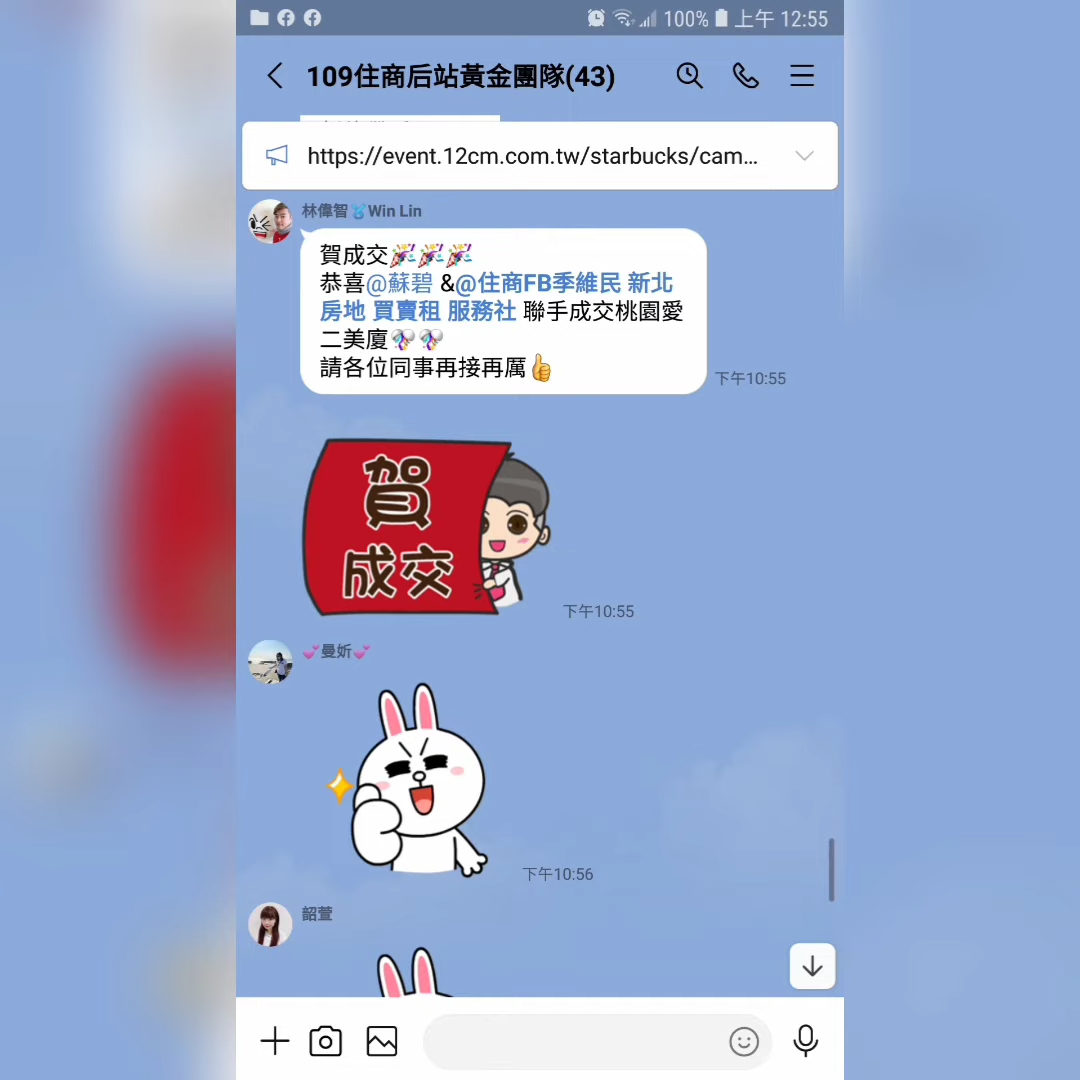 100% 上午 12:55
109住商后站黃金團隊(43)
https://event.12cm.com.tw/starbucks/cam...
林偉智🌍Win Lin
賀成交🎉🎉🎉
恭喜@蘇碧 &@住商FB季維民 新北
房地 買賣租 服務社 聯手成交桃園愛
二美廈🎊🎊
請各位同事再接再厲👍
下午10:55
賀
成交
下午10:55
💕曼妡💕
下午10:56
韶萱